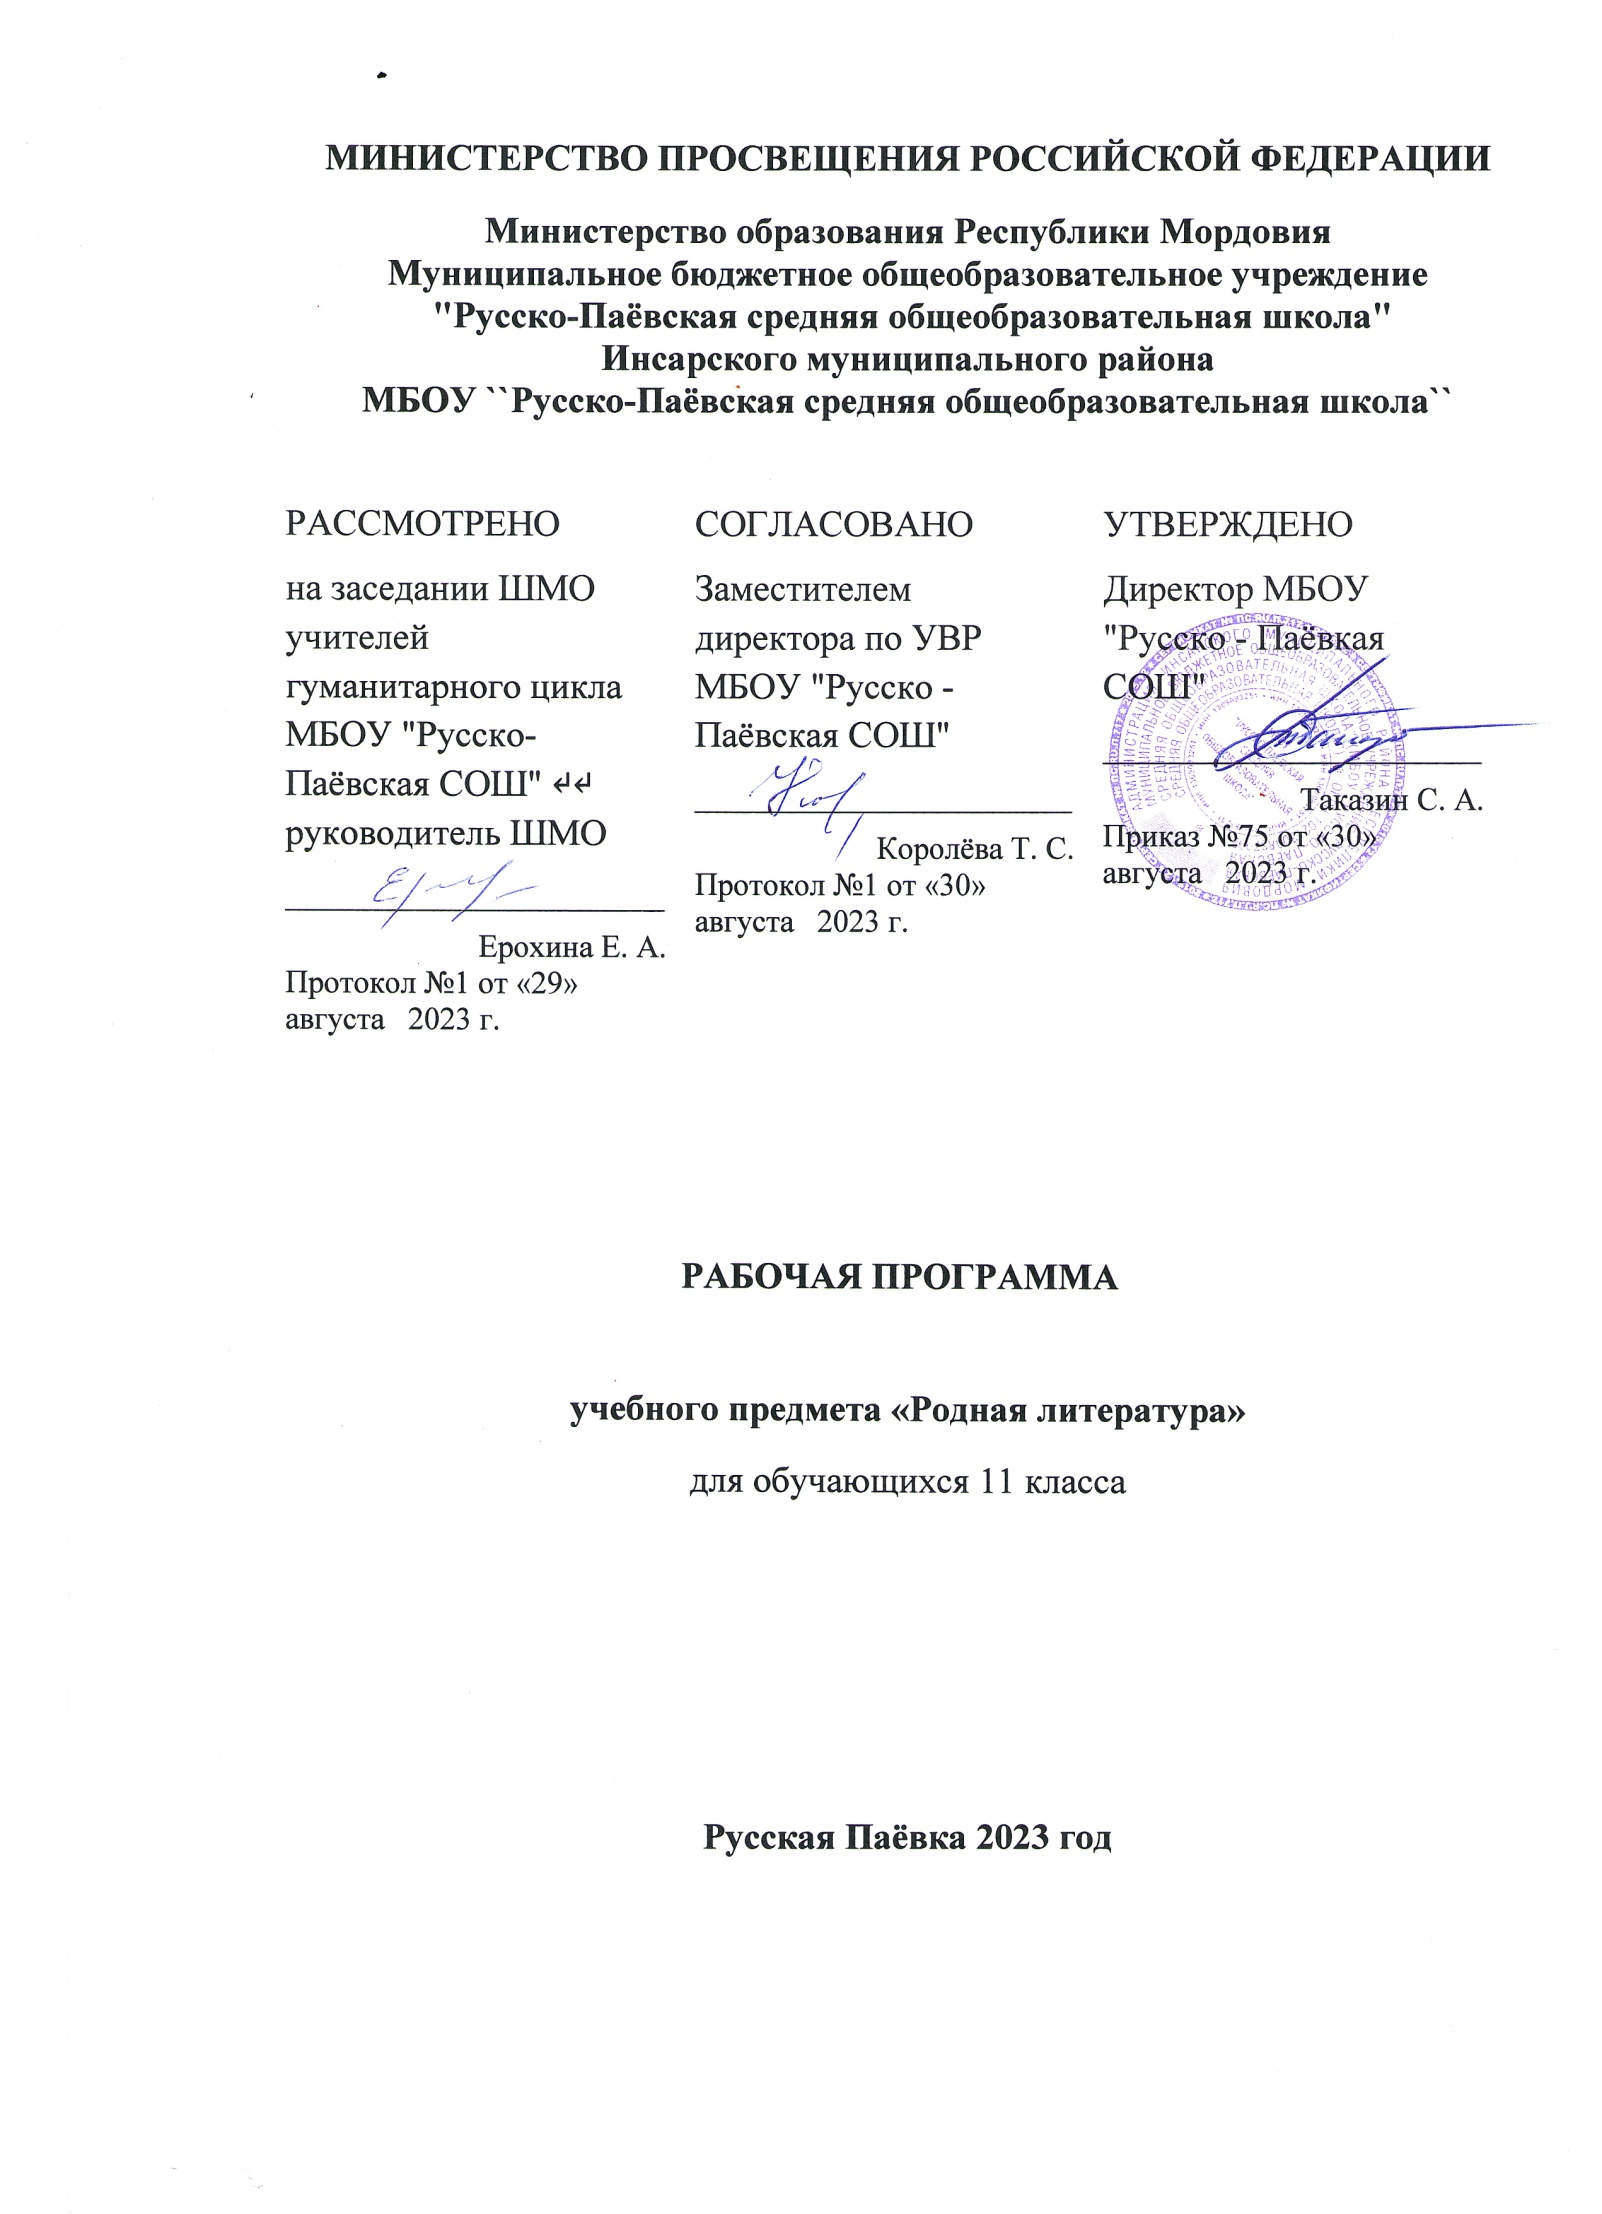 МИНИСТЕРСТВО ПРОСВЕЩЕНИЯ РОССИЙСКОЙ ФЕДЕРАЦИИ
Министерство образования Республики Мордовия
Муниципальное бюджетное общеобразовательное учреждение
"Русско-Паёвская средняя общеобразовательная школа"
Инсарского муниципального района
МБОУ ``Русско-Паёвская средняя общеобразовательная школа``
РАССМОТРЕНО
на заседании ШМО
учителей
гуманитарного цикла
МБОУ "Русско-
Паёвская СОШ" ↲↲
руководитель ШМО
Ерохина Е. А.
Протокол №1 от «29»
августа 2023 г.
СОГЛАСОВАНО
Заместителем
директора по УВР
МБОУ "Русско -
Паёвская СОШ"
Королёва Т. С.
Протокол №1 от «30»
августа 2023 г.
УТВЕРЖДЕНО
Директор МБОУ
"Русско - Паёвкая
СОШ"
Таказин С. А.
Приказ №75 от «30»
августа 2023 г.
РАБОЧАЯ ПРОГРАММА
учебного предмета «Родная литература»
для обучающихся 11 класса
Русская Паёвка 2023 год